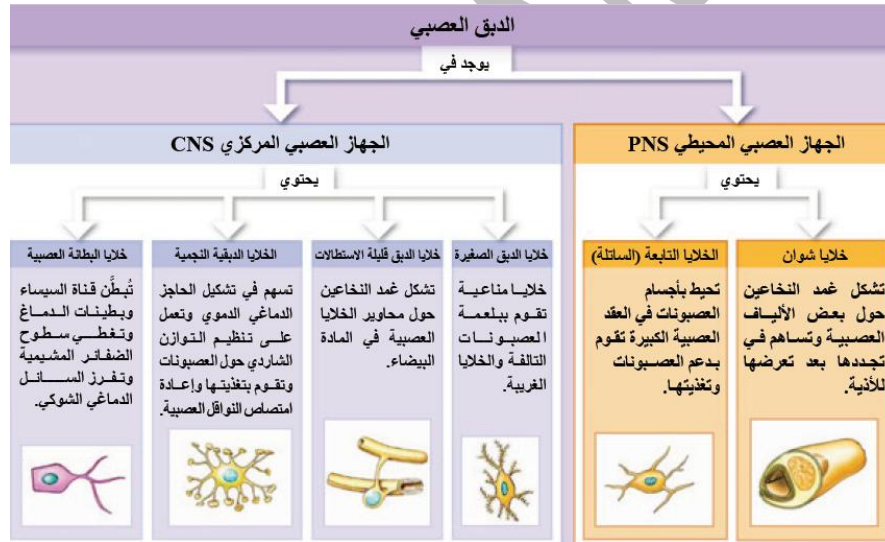 الدبق العصبي
يوجد في
الجهاز العصبي المحيطي PNS
يحتوي
خلايا شوان
تشكل غمد النخاعين
حول بعض الألياف
العصبية وتساهم في
تجددها بعد تعرضها
للأذية.
الخلايا التابعة (الساتلة)
تحيط بأجسام
العصبونات في العقد
العصبية الكبيرة تقوم
بدعم العصبونات
وتغذيتها.
الجهاز العصبي المركزي CNS
يحتوي
خلايا الدبق الصغيرة
خلايا مناعية
تقوم ببلعمة
العصبونات
التالفة والخلايا
الغريبة.
خلايا الدبق قليلة الاستطالات
تشكل غمد النخاعين
حول محاوير الخلايا
العصبية في المادة
البيضاء.
الخلايا الدبقية النجمية
تسهم في تشكيل الحاجز
الدماغي الدموي وتعمل
على تنظيم التوازن
الشاردي حول العصبونات
وتقوم بتغذيتها وإعادة
امتصاص النواقل العصبية.
خلايا البطانة العصبية
تُبطَّن قناة السيساء
وبطينات الدماغ
وتغطي سطوح
الضفائر المشيمية
وتفرز السائل
الدماغي الشوكي.